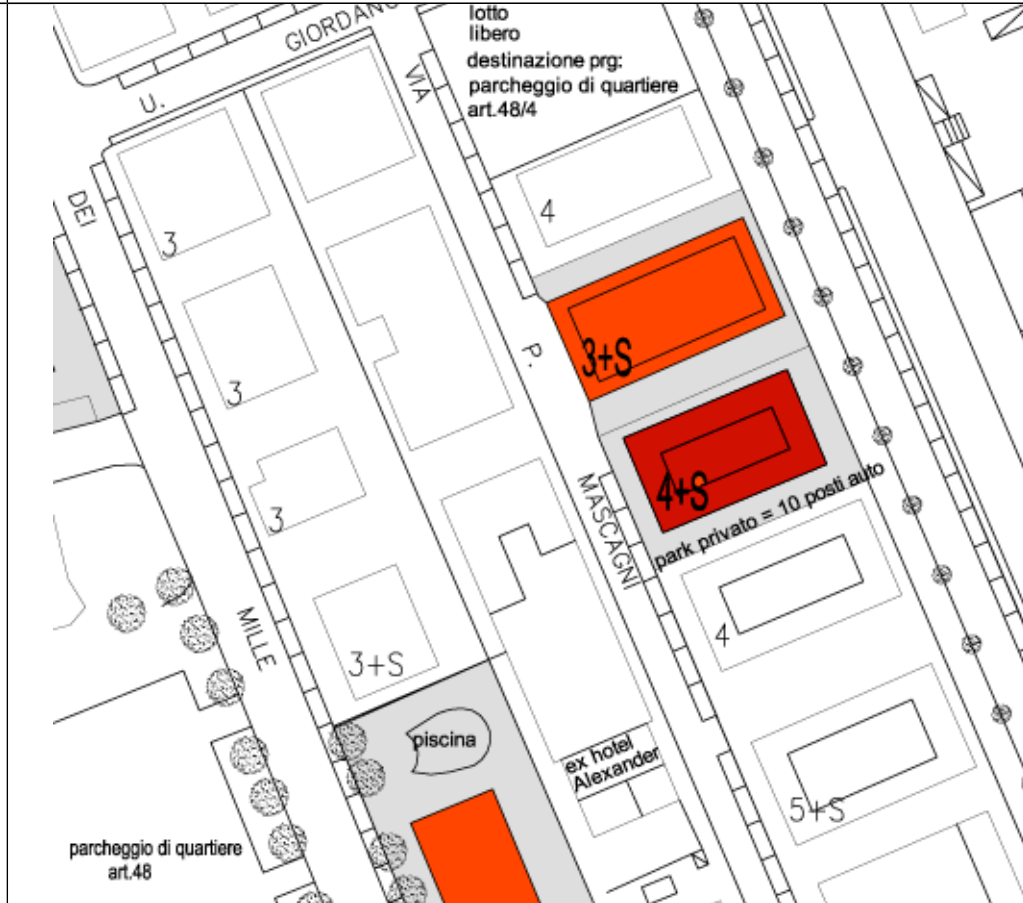 lotto
libero
destinazione prg:
parcheggio di quartiere
art.48/4
U.
GIORDANO
VIA
DEI
4
3
3+S
3
P.
4+S
park privato = 10 posti auto
3
MASCAGNI
MILLE
4
3+S
piscina
ex hotel
Alexander
5+S
parcheggio di quartiere
art.48